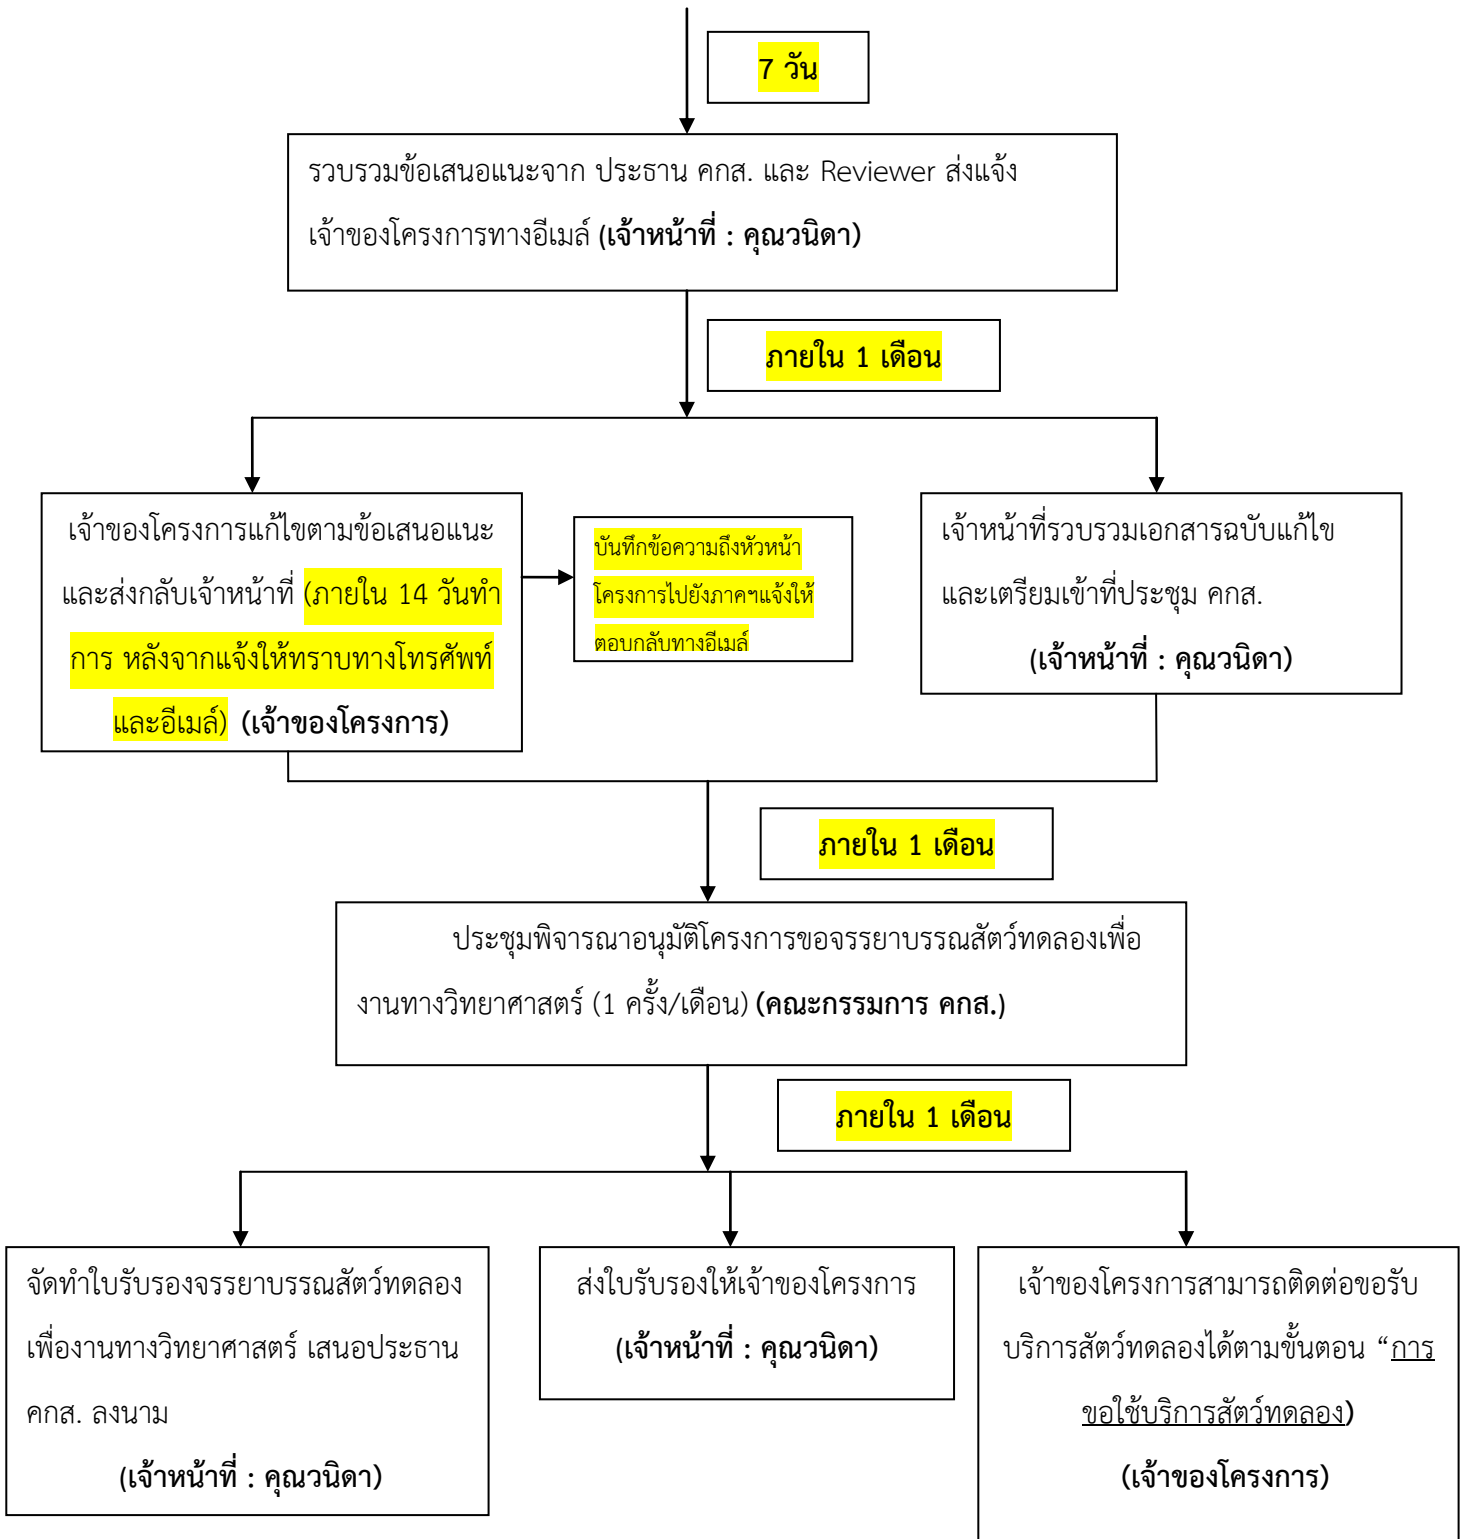 7 วัน
รวบรวมข้อเสนอแนะจาก ประธาน คกส. และ Reviewer ส่งแจ้ง
เจ้าของโครงการทางอีเมล์ (เจ้าหน้าที่ : คุณวนิดา)
ภายใน 1 เดือน
เจ้าของโครงการแก้ไขตามข้อเสนอแนะ
และส่งกลับเจ้าหน้าที่ (ภายใน 14 วันทำ
การ หลังจากแจ้งให้ทราบทางโทรศัพท์
และอีเมล์) (เจ้าของโครงการ)
บันทึกข้อความถึงหัวหน้า
โครงการไปยังภาคฯแจ้งให้
ตอบกลับทางอีเมล์
เจ้าหน้าที่รวบรวมเอกสารฉบับแก้ไข
และเตรียมเข้าที่ประชุม คกส.
(เจ้าหน้าที่ : คุณวนิดา)
ภายใน 1 เดือน
ประชุมพิจารณาอนุมัติโครงการขอจรรยาบรรณสัตว์ทดลองเพื่อ
งานทางวิทยาศาสตร์ (1 ครั้ง/เดือน) (คณะกรรมการ คกส.)
ภายใน 1 เดือน
จัดทำใบรับรองจรรยาบรรณสัตว์ทดลอง
เพื่องานทางวิทยาศาสตร์ เสนอประธาน
คกส. ลงนาม
(เจ้าหน้าที่ : คุณวนิดา)
ส่งใบรับรองให้เจ้าของโครงการ
(เจ้าหน้าที่ : คุณวนิดา)
เจ้าของโครงการสามารถติดต่อขอรับ
บริการสัตว์ทดลองได้ตามขั้นตอน “การ
ขอใช้บริการสัตว์ทดลอง)
(เจ้าของโครงการ)